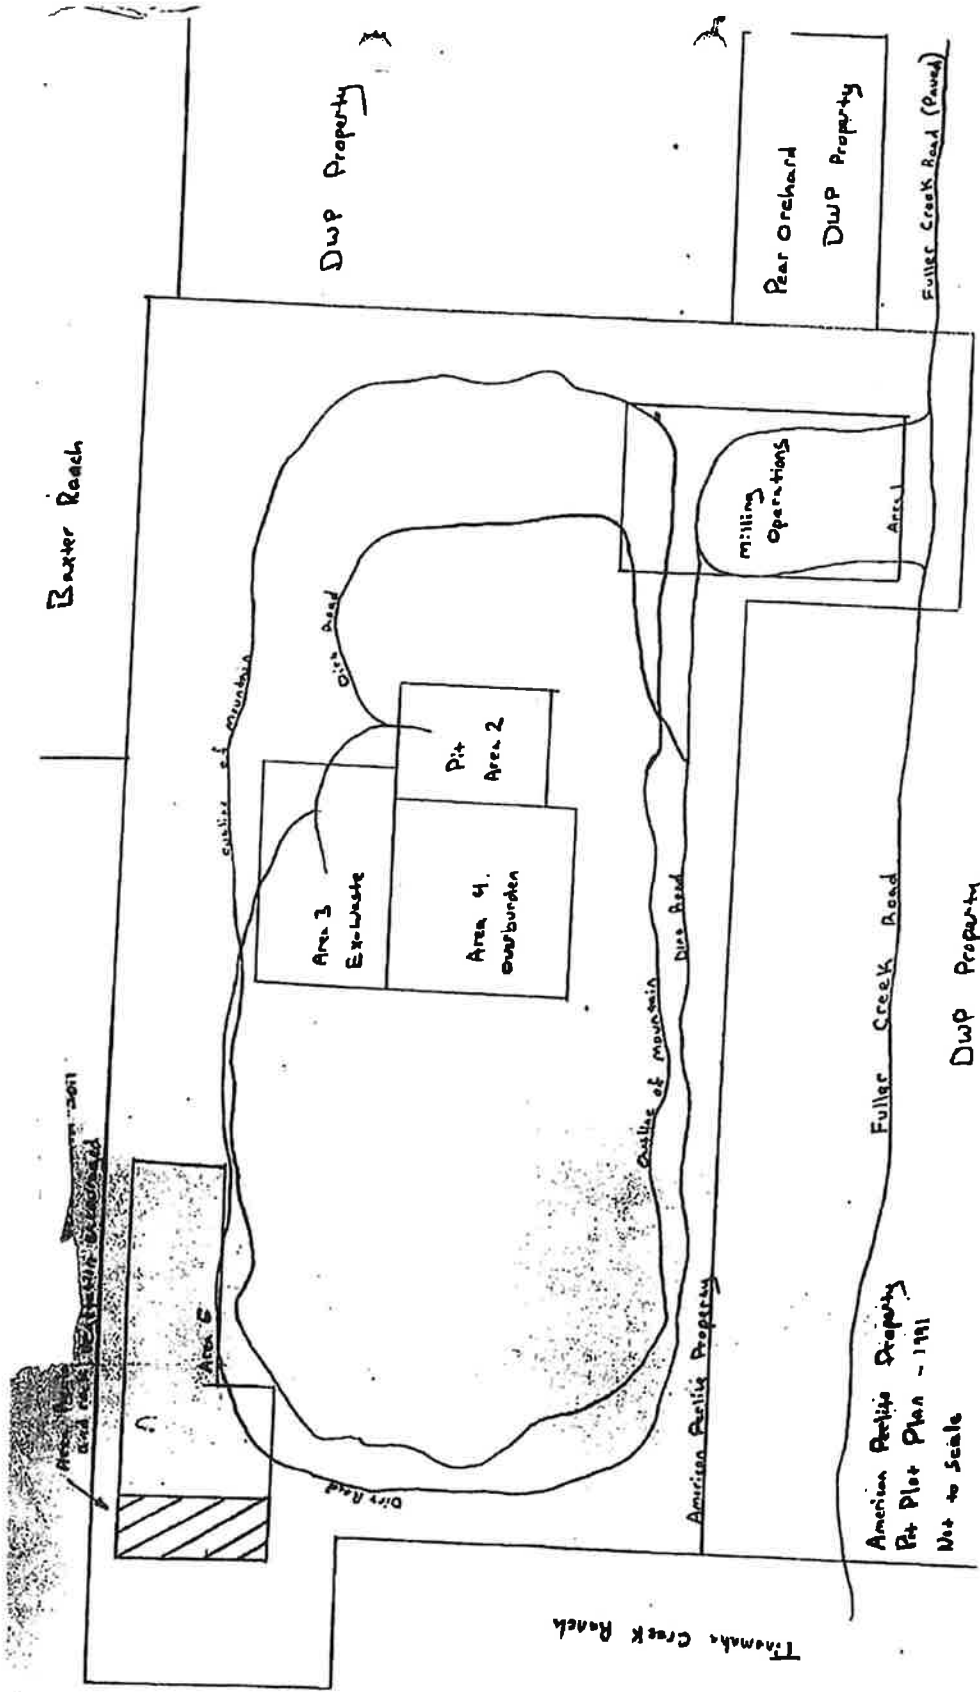 Baxter Ranch
DWP Property
Pear Orchard
DWP Property
Fuller Creek Road (Paved)
Outline of Mountain
Dirt Road
Milling
Operations
Area 1
Pit
Area 2
Area 3
Ex-Waste
Area 4.
overburden
Dirt Road
Outline of Mountain
soil
and rock
Area 5
Dirt Road
American Perlite Property
Fuller Creek Road
DWP Property
Tinemaha Creek Ranch
American Perlite Property
Pit Plot Plan - 1991
Not to Scale